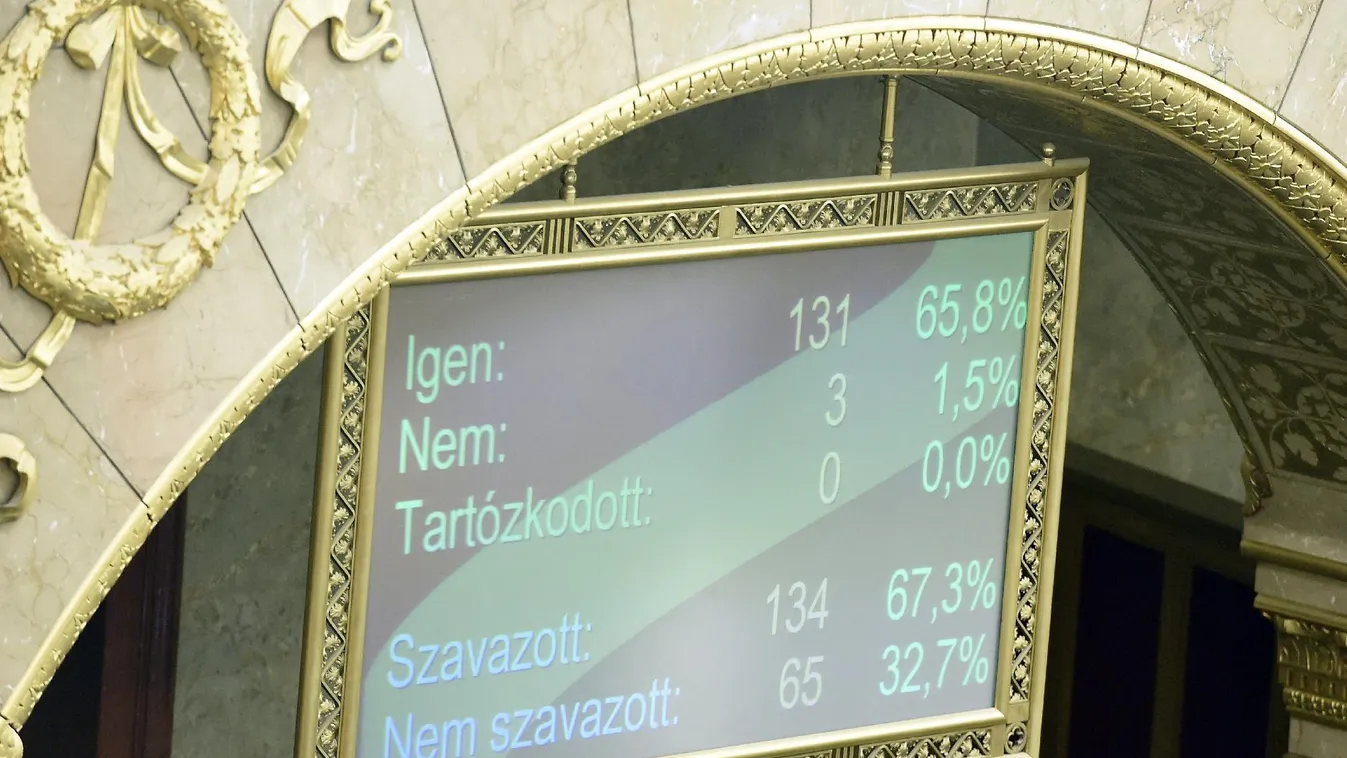 Igen: 131 65,8%
Nem: 3 1,5%
Tartózkodott: 0 0,0%
Szavazott: 134 67,3%
Nem szavazott: 65 32,7%